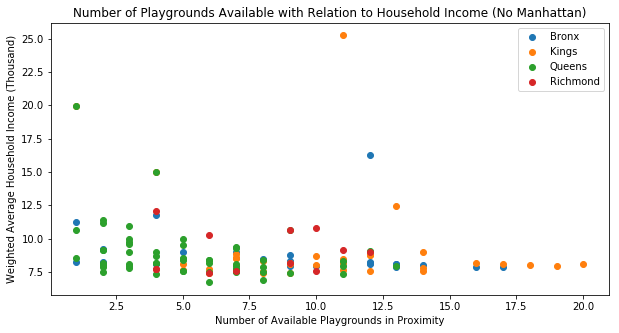 Number of Playgrounds Available with Relation to Household Income (No Manhattan)
Weighted Average Household Income (Thousand)
25.0
22.5
20.0
17.5
15.0
12.5
10.0
7.5
Bronx
Kings
Queens
Richmond
2.5 5.0 7.5 10.0 12.5 15.0 17.5 20.0
Number of Available Playgrounds in Proximity